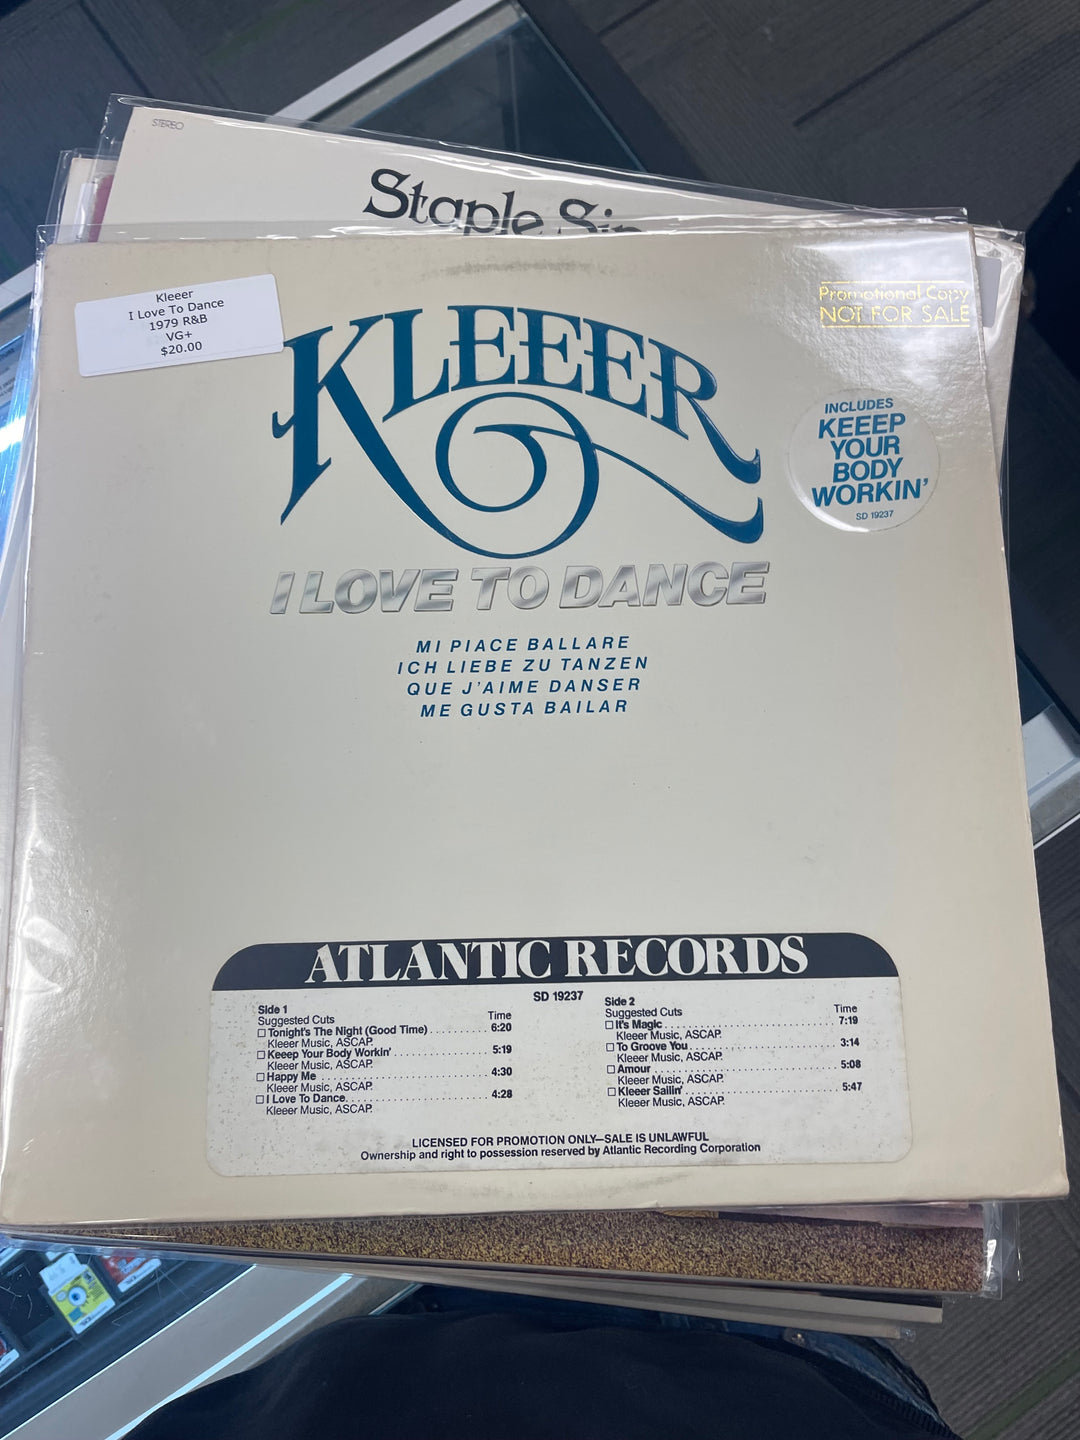 STEREO
Staple Sin
Kleeer
I Love To Dance
1979 R&B
VG+
$20.00
Promotional Copy
NOT FOR SALE
KLEEER
INCLUDES
KEEEP
YOUR
BODY
WORKIN'
SD 19237
I LOVE TO DANCE
MI PIACE BALLARE
ICH LIEBE ZU TANZEN
QUE J'AIME DANSER
ME GUSTA BAILAR
ATLANTIC RECORDS
SD 19237
Side 1
Suggested Cuts Time
Tonight's The Night (Good Time) 6:20
Kleeer Music, ASCAP.
Keeep Your Body Workin' 5:19
Kleeer Music, ASCAP.
Happy Me 4:30
Kleeer Music, ASCAP.
I Love To Dance 4:28
Kleeer Music, ASCAP.
Side 2
Suggested Cuts Time
It's Magic 7:19
Kleeer Music, ASCAP.
To Groove You 3:14
Kleeer Music, ASCAP.
Amour 5:08
Kleeer Music, ASCAP.
Kleeer Sailin' 5:47
Kleeer Music, ASCAP.
LICENSED FOR PROMOTION ONLY—SALE IS UNLAWFUL
Ownership and right to possession reserved by Atlantic Recording Corporation